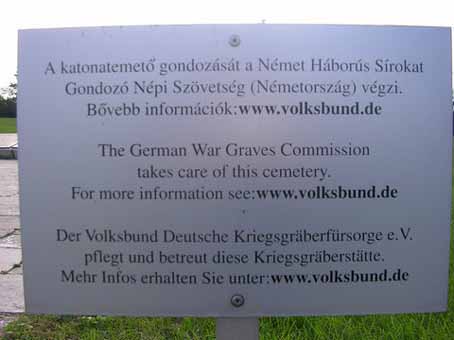 A katonatemető gondozását a Német Háborús Sírokat
Gondozó Népi Szövetség (Németország) végzi.
Bővebb információk:www.volksbund.de
The German War Graves Commission
takes care of this cemetery.
For more information see:www.volksbund.de
Der Volksbund Deutsche Kriegsgräberfürsorge e.V.
pflegt und betreut diese Kriegsgräberstätte.
Mehr Infos erhalten Sie unter:www.volksbund.de